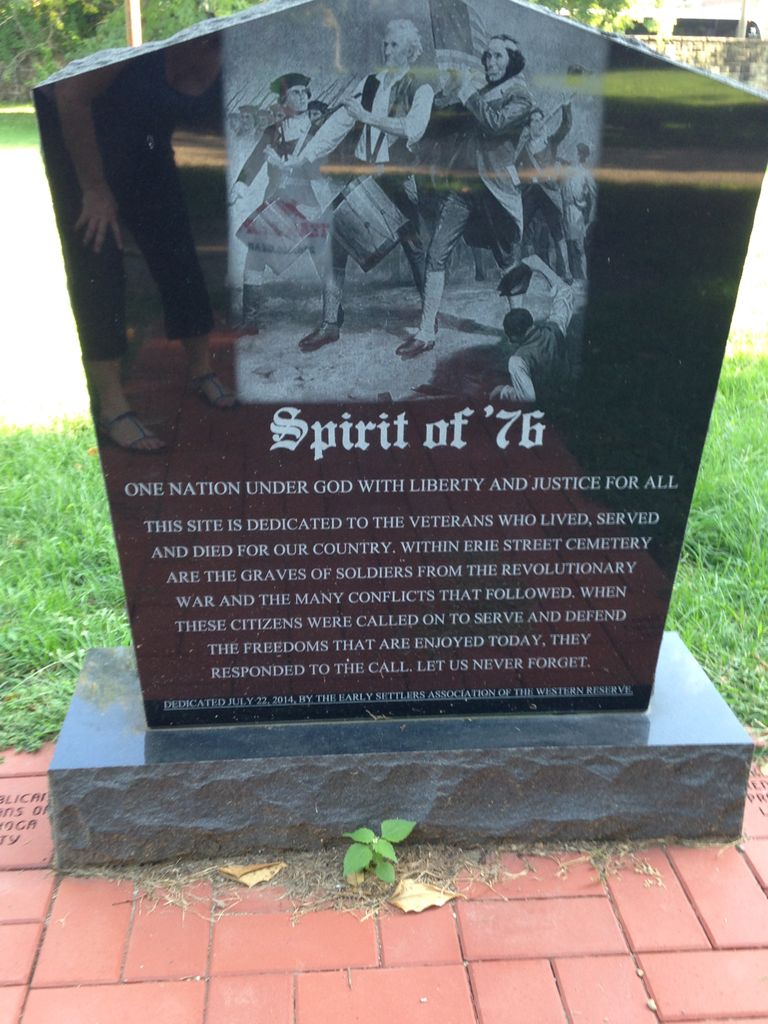 Spirit of '76
ONE NATION UNDER GOD WITH LIBERTY AND JUSTICE FOR ALL
THIS SITE IS DEDICATED TO THE VETERANS WHO LIVED, SERVED
AND DIED FOR OUR COUNTRY. WITHIN ERIE STREET CEMETERY
ARE THE GRAVES OF SOLDIERS FROM THE REVOLUTIONARY
WAR AND THE MANY CONFLICTS THAT FOLLOWED. WHEN
THESE CITIZENS WERE CALLED ON TO SERVE AND DEFEND
THE FREEDOMS THAT ARE ENJOYED TODAY, THEY
RESPONDED TO THE CALL. LET US NEVER FORGET.
DEDICATED JULY 22, 2014, BY THE EARLY SETTLERS ASSOCIATION OF THE WESTERN RESERVE.